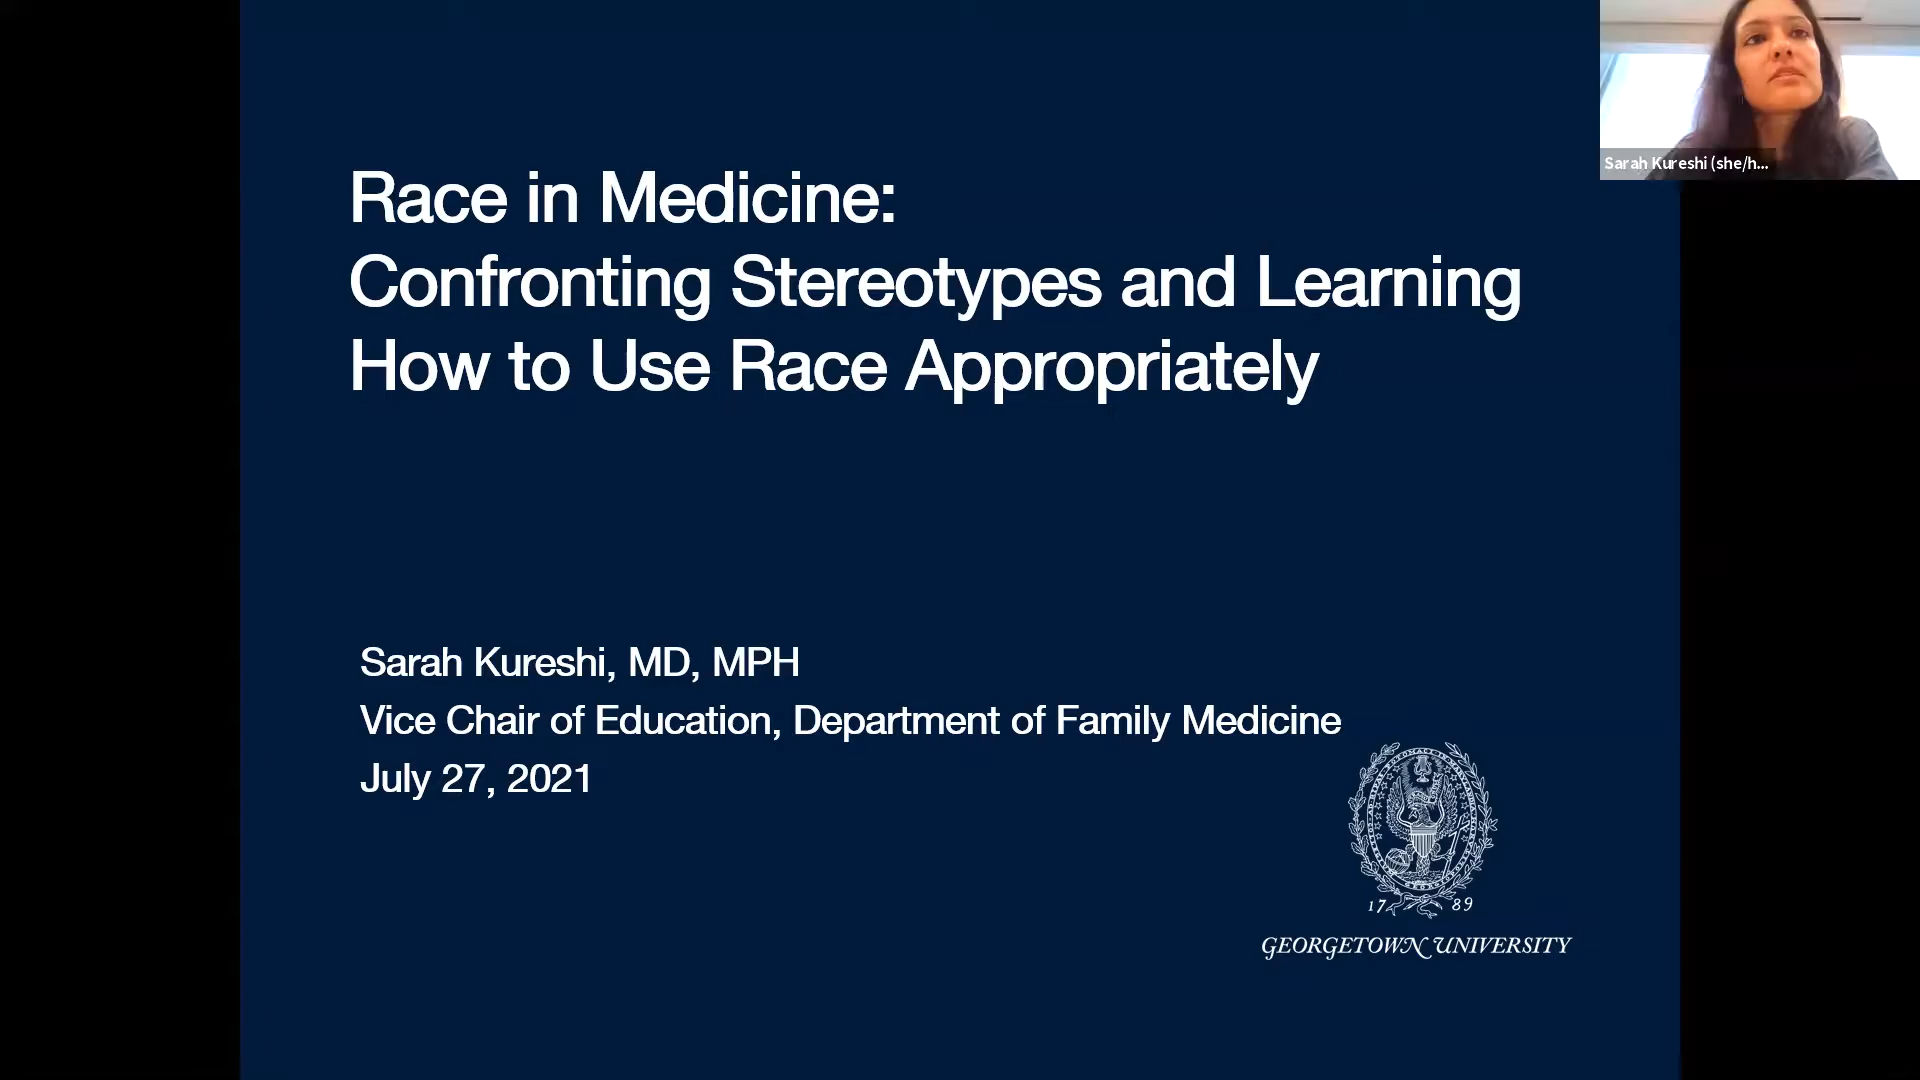 Race in Medicine:
Confronting Stereotypes and Learning
How to Use Race Appropriately
Sarah Kureshi (she/h...
Sarah Kureshi, MD, MPH
Vice Chair of Education, Department of Family Medicine
July 27, 2021
17 89
GEORGETOWN UNIVERSITY